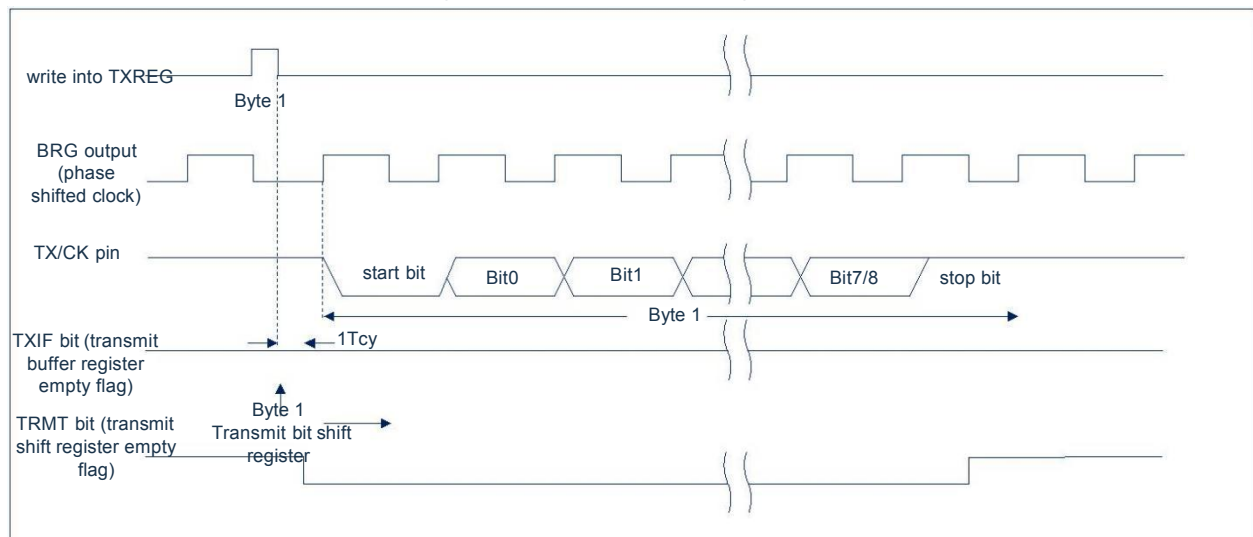 write into TXREG
Byte 1
BRG output
(phase
shifted clock)
TX/CK pin
start bit
Bit0
Bit1
Bit7/8
stop bit
Byte 1
TXIF bit (transmit
buffer register
empty flag)
1Tcy
TRMT bit (transmit
shift register empty
flag)
Byte 1
Transmit bit shift
register